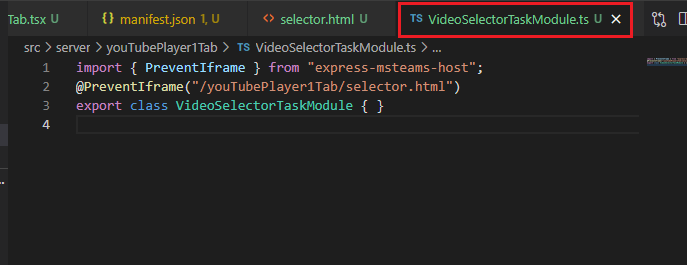 Tab.tsx U {} manifest.json 1, U <> selector.html U TS VideoSelectorTaskModule.ts U ×
src > server > youTubePlayer1Tab > TS VideoSelectorTaskModule.ts > ...
1 import { PreventIframe } from "express-msteams-host";
2 @PreventIframe("/youTubePlayer1Tab/selector.html")
3 export class VideoSelectorTaskModule { }
4